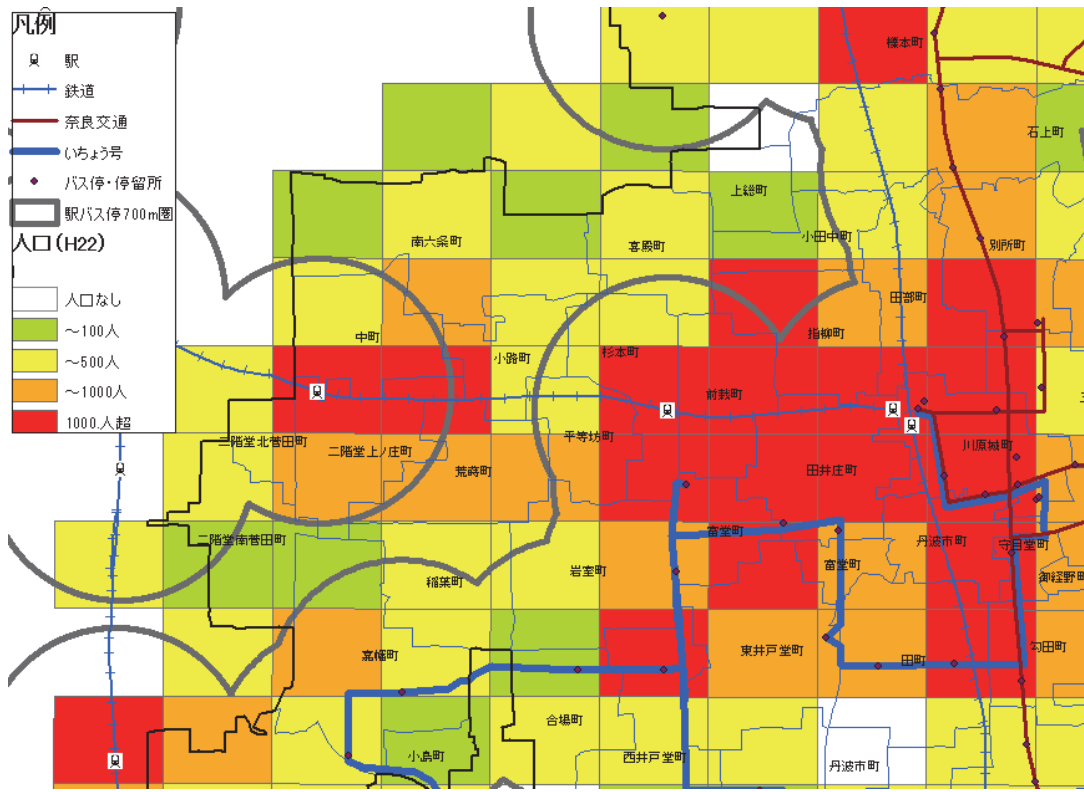 凡例
駅
鉄道
奈良交通
いちょう号
バス停・停留所
駅バス停700m圏
人口(H22)
人口なし
～100人
～500人
～1000人
1000.人超
櫟本町
石上町
上総町
南六条町
喜殿町
小田中町
別所町
田部町
中町
指柳町
小路町
杉本町
前栽町
二階堂北菅田町
二階堂上ノ庄町
荒蒔町
平等坊町
田井庄町
川原城町
二階堂南菅田町
稲葉町
岩室町
富堂町
富堂町
丹波市町
守目堂町
御経野町
嘉幡町
東井戸堂町
田町
勾田町
合場町
小島町
西井戸堂町
丹波市町